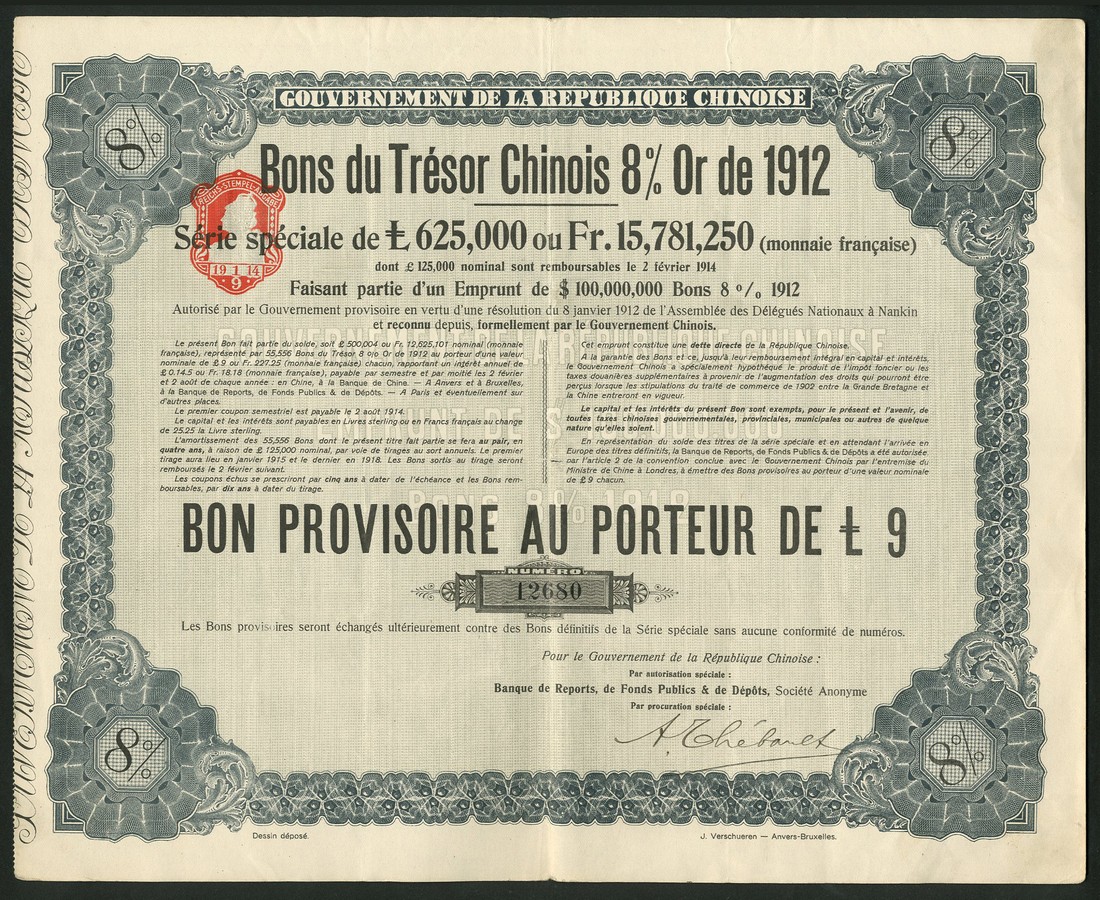 GOUVERNEMENT DE LA REPUBLIQUE CHINOISE
8%
8%
Bons du Trésor Chinois 8% Or de 1912
REICHS-STEMPEL-ABGABE
19 1 14
9
Série spéciale de £ 625,000 ou Fr. 15,781,250 (monnaie française)
dont £ 125,000 nominal sont remboursables le 2 février 1914
Faisant partie d'un Emprunt de $ 100,000,000 Bons 8 % 1912
Autorisé par le Gouvernement provisoire en vertu d'une résolution du 8 janvier 1912 de l'Assemblée des Délégués Nationaux à Nankin
et reconnu depuis, formellement par le Gouvernement Chinois.
Le présent Bon fait partie du solde, soit £ 500,004 ou Fr. 12,625,101 nominal (monnaie
française), représenté par 55,556 Bons du Trésor 8 o/o Or de 1912 au porteur d'une valeur
nominale de £ 9 ou Fr. 227.25 (monnaie française) chacun, rapportant un intérêt annuel de
£ 0.14.5 ou Fr. 18.18 (monnaie française), payable par semestre et par moitié les 2 février
et 2 août de chaque année : en Chine, à la Banque de Chine. — A Anvers et à Bruxelles,
à la Banque de Reports, de Fonds Publics & de Dépôts. — A Paris et éventuellement sur
d'autres places.
Le premier coupon semestriel est payable le 2 août 1914.
Le capital et les intérêts sont payables en Livres sterling ou en Francs français au change
de 25.25 la Livre sterling.
L'amortissement des 55,556 Bons dont le présent titre fait partie se fera au pair, en
quatre ans, à raison de £ 125,000 nominal, par voie de tirages au sort annuels. Le premier
tirage aura lieu en janvier 1915 et le dernier en 1918. Les Bons sortis au tirage seront
remboursés le 2 février suivant.
Les coupons échus se prescriront par cinq ans à dater de l'échéance et les Bons rem-
boursables, par dix ans à dater du tirage.
Cet emprunt constitue une dette directe de la République Chinoise.
A la garantie des Bons et ce, jusqu'à leur remboursement intégral en capital et intérêts,
le Gouvernement Chinois a spécialement hypothéqué le produit de l'impôt foncier ou les
taxes douanières supplémentaires à provenir de l'augmentation des droits qui pourront être
perçus lorsque les stipulations du traité de commerce de 1902 entre la Grande Bretagne et
la Chine entreront en vigueur.
Le capital et les intérêts du présent Bon sont exempts, pour le présent et l'avenir, de
toutes taxes chinoises gouvernementales, provinciales, municipales ou autres de quelque
nature qu'elles soient.
En représentation du solde des titres de la série spéciale et en attendant l'arrivée en
Europe des titres définitifs, la Banque de Reports, de Fonds Publics & de Dépôts a été autorisée
par l'article 2 de la convention conclue avec le Gouvernement Chinois par l'entremise du
Ministre de Chine à Londres, à émettre des Bons provisoires au porteur d'une valeur nominale
de £ 9 chacun.
BON PROVISOIRE AU PORTEUR DE £ 9
NUMÉRO
12680
Les Bons provisoires seront échangés ultérieurement contre des Bons définitifs de la Série spéciale sans aucune conformité de numéros.
Pour le Gouvernement de la République Chinoise :
Par autorisation spéciale :
Banque de Reports, de Fonds Publics & de Dépôts, Société Anonyme
Par procuration spéciale :
A. Thébault
8%
8%
Dessin déposé.
J. Verschueren — Anvers-Bruxelles.